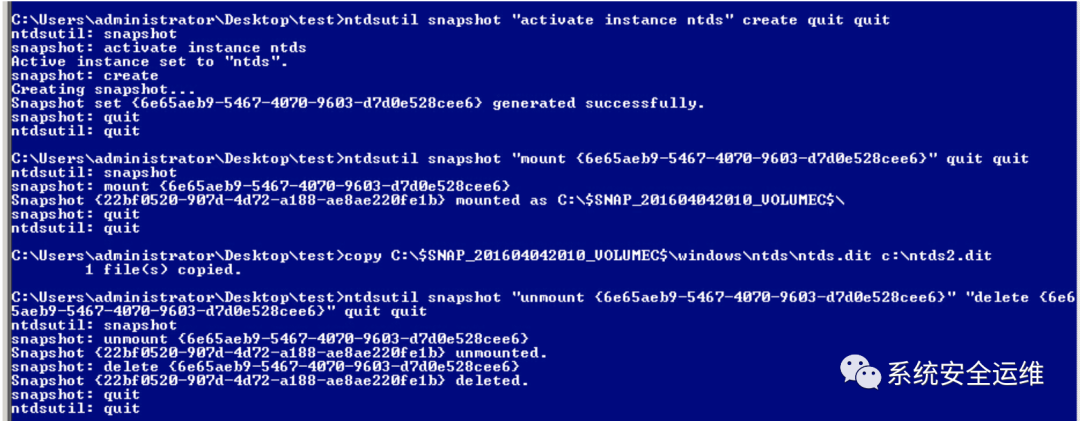 C:\Users\administrator\Desktop\test>ntdsutil snapshot "activate instance ntds" create quit quit
ntdsutil: snapshot
snapshot: activate instance ntds
Active instance set to "ntds".
snapshot: create
Creating snapshot...
Snapshot set {6e65aeb9-5467-4070-9603-d7d0e528cee6} generated successfully.
snapshot: quit
ntdsutil: quit
C:\Users\administrator\Desktop\test>ntdsutil snapshot "mount {6e65aeb9-5467-4070-9603-d7d0e528cee6}" quit quit
ntdsutil: snapshot
snapshot: mount {6e65aeb9-5467-4070-9603-d7d0e528cee6}
Snapshot {22bf0520-907d-4d72-a188-ae8ae220fe1b} mounted as C:\$SNAP_201604042010_VOLUMEC$\
snapshot: quit
ntdsutil: quit
C:\Users\administrator\Desktop\test>copy C:\$SNAP_201604042010_VOLUMEC$\windows\ntds\ntds.dit c:\ntds2.dit
1 file(s) copied.
C:\Users\administrator\Desktop\test>ntdsutil snapshot "unmount {6e65aeb9-5467-4070-9603-d7d0e528cee6}" "delete {6e6
5aeb9-5467-4070-9603-d7d0e528cee6}" quit quit
ntdsutil: snapshot
snapshot: unmount {6e65aeb9-5467-4070-9603-d7d0e528cee6}
Snapshot {22bf0520-907d-4d72-a188-ae8ae220fe1b} unmounted.
snapshot: delete {6e65aeb9-5467-4070-9603-d7d0e528cee6}
Snapshot {22bf0520-907d-4d72-a188-ae8ae220fe1b} deleted.
snapshot: quit
ntdsutil: quit
系统安全运维